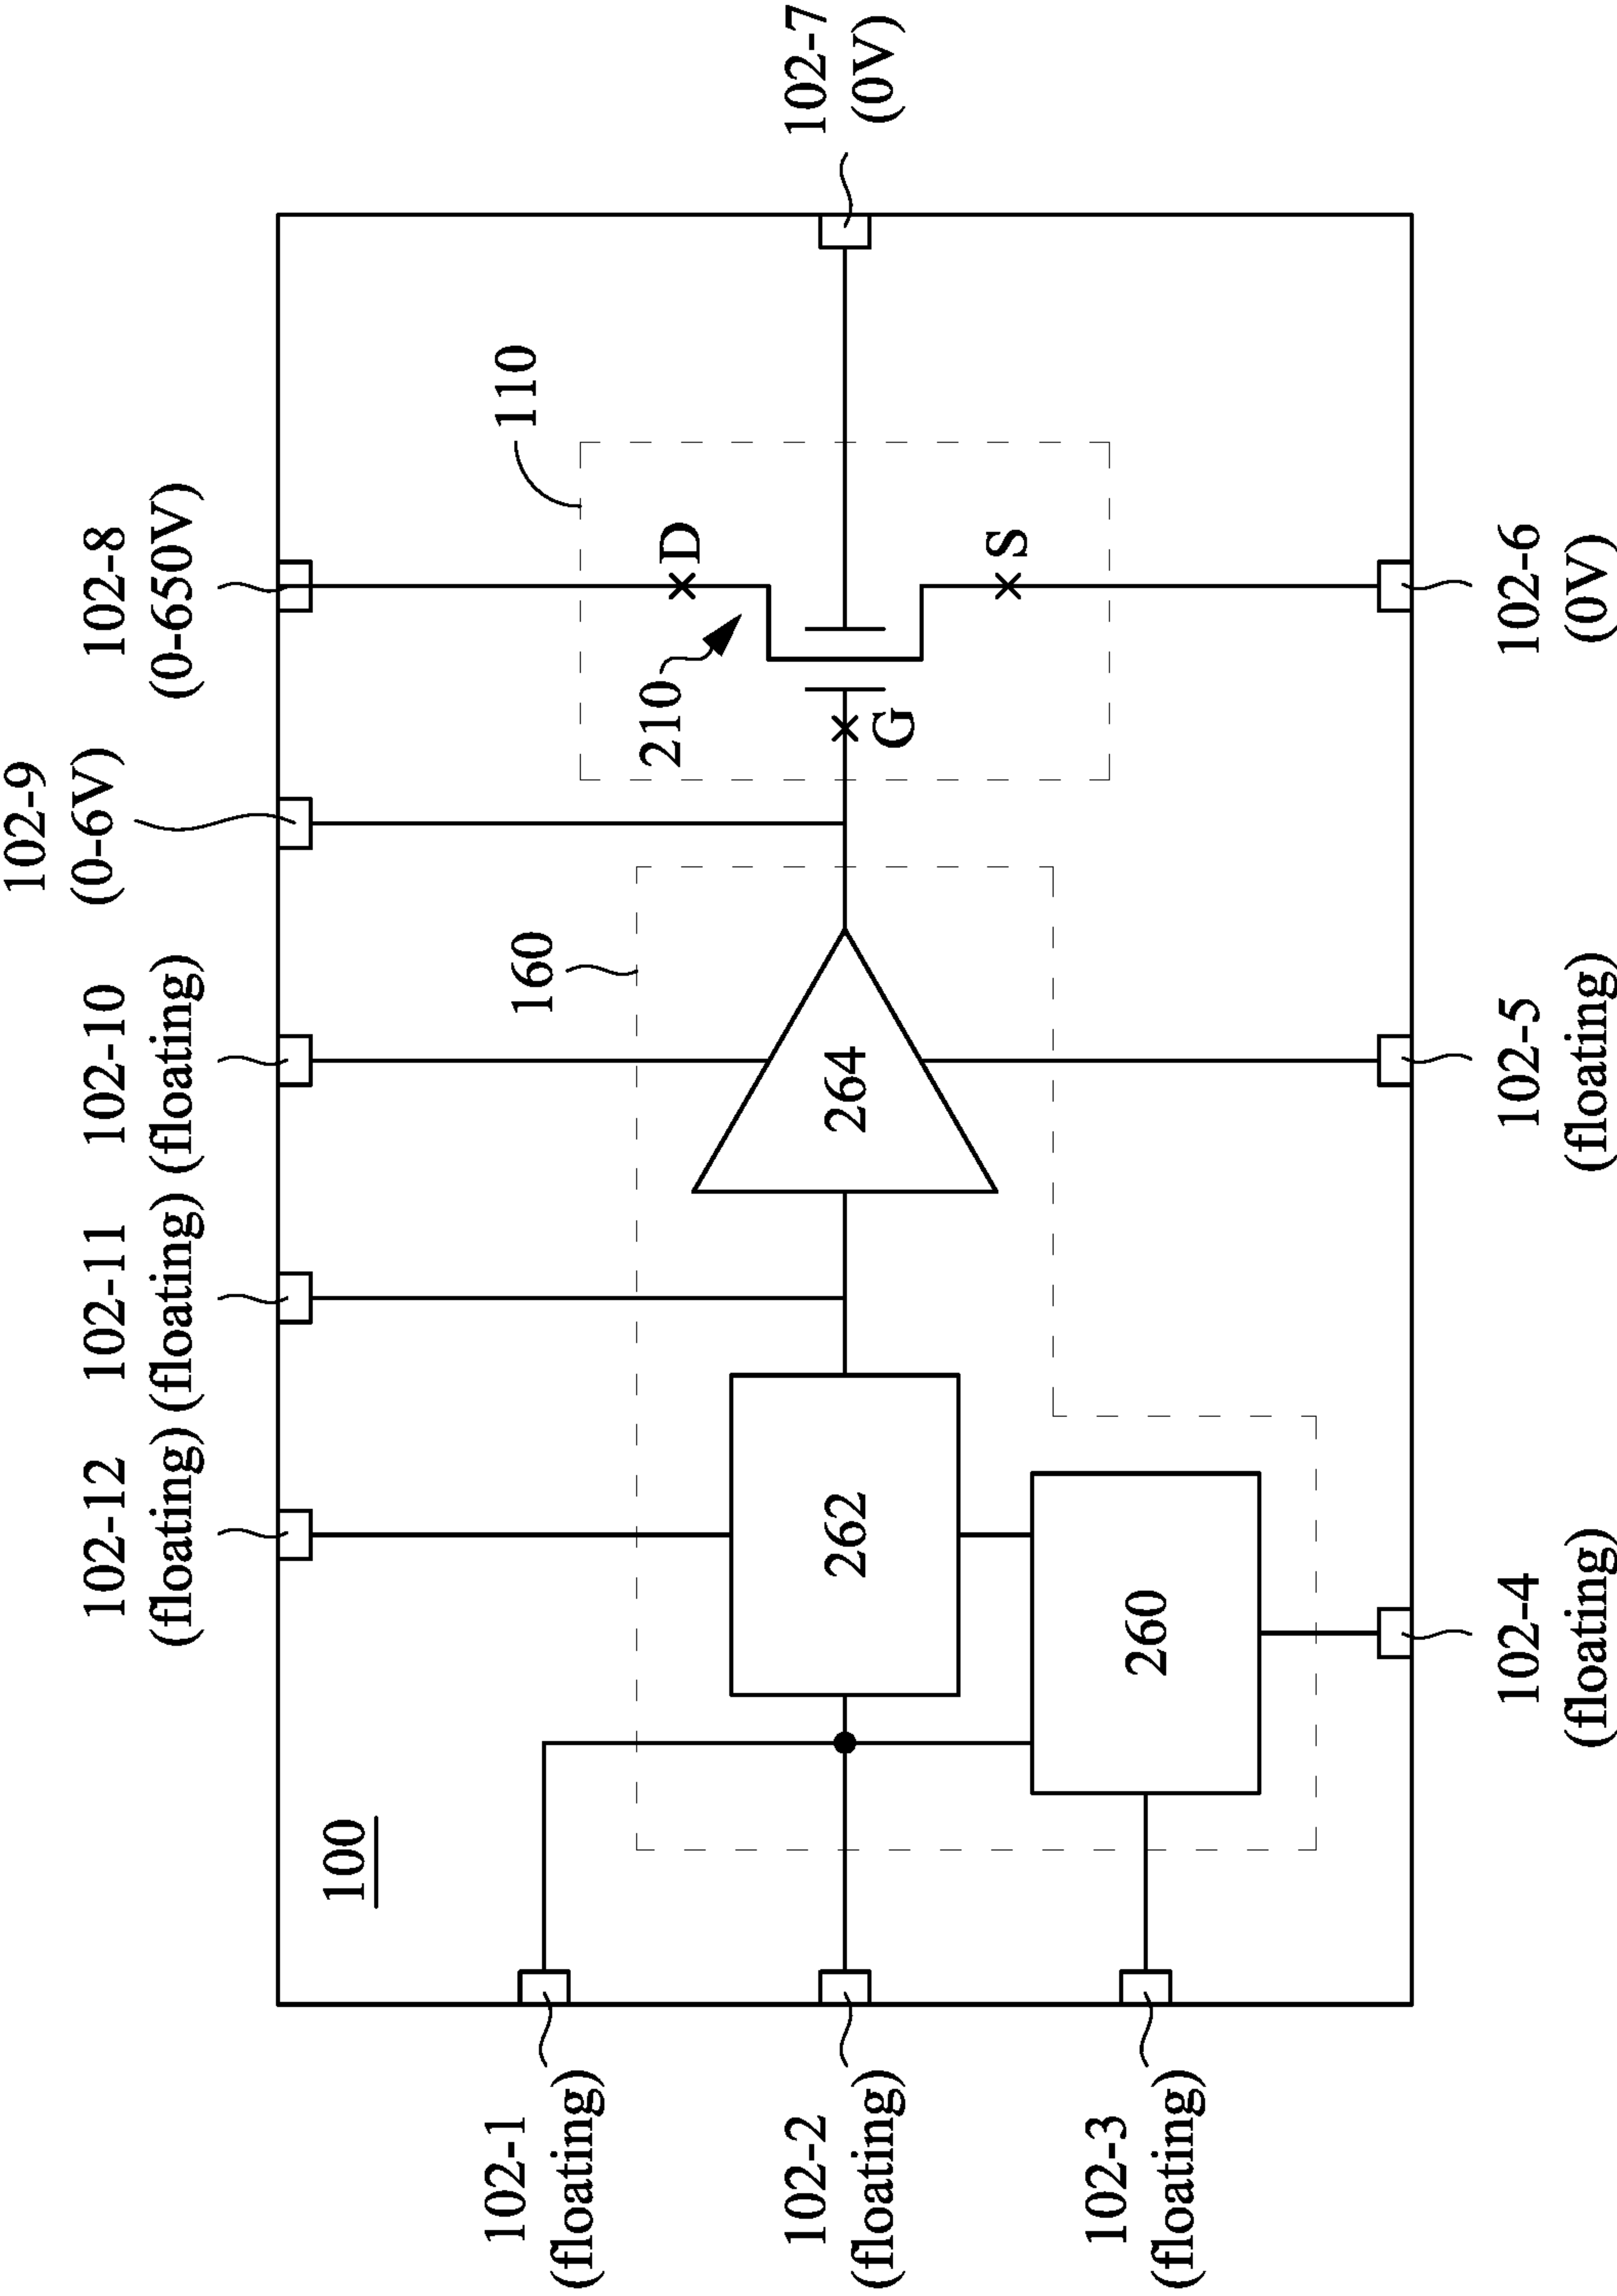 102-12
(floating)
102-11
(floating)
102-10
(floating)
102-9
(0-6V)
102-8
(0-650V)
100
160
110
210
D
102-1
(floating)
102-2
(floating)
262
264
G
102-7
(0V)
S
102-3
(floating)
260
102-4
(floating)
102-5
(floating)
102-6
(0V)